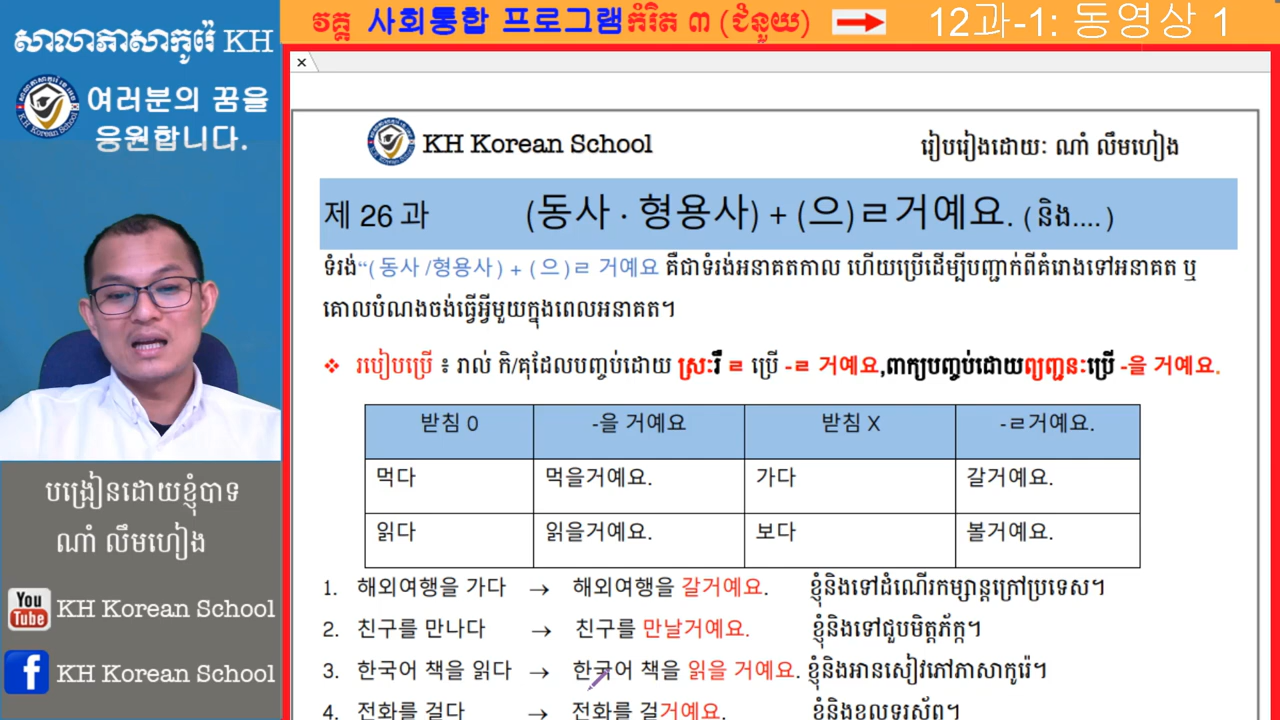 សាលាភាសាកូរ៉េ KH
여러분의 꿈을
응원합니다.
វគ្គ 사회통합 프로그램កំរិត ៣ (ជំនួយ)
12과-1: 동영상 1
KH Korean School
រៀបរៀងដោយ: ណាំ លឹមហៀង
제 26 과 (동사 · 형용사) + (으)ㄹ거예요. (និង....)
ទំរង់“(동사 /형용사) + (으)ㄹ 거예요 គឺជាទំរង់អនាគតកាល ហើយប្រើដើម្បីបញ្ជាក់ពីគំរោងទៅអនាគត ឬ
គោលបំណងចង់ធ្វើអ្វីមួយក្នុងពេលអនាគត។
❖ របៀបប្រើ ៖ រាល់ កិ/គុដែលបញ្ចប់ដោយ ស្រៈរឺ ㄹ ប្រើ -ㄹ 거예요,ពាក្យបញ្ចប់ដោយព្យញ្ជនៈប្រើ -을 거예요.
받침 0 -을 거예요 받침 X -ㄹ거예요.
먹다 먹을거예요. 가다 갈거예요.
읽다 읽을거예요. 보다 볼거예요.
1. 해외여행을 가다 → 해외여행을 갈거예요. ខ្ញុំនិងទៅដំណើរកម្សាន្តក្រៅប្រទេស។
2. 친구를 만나다 → 친구를 만날거예요. ខ្ញុំនិងទៅជួបមិត្តភ័ក្ក។
3. 한국어 책을 읽다 → 한국어 책을 읽을 거예요. ខ្ញុំនិងអានសៀវភៅភាសាកូរ៉េ។
4. 전화를 걸다 → 전화를 걸거예요. ខ្ញុំនិងខលទូរស័ព្ទ។
បង្រៀនដោយខ្ញុំបាទ
ណាំ លឹមហៀង
You Tube KH Korean School
f KH Korean School